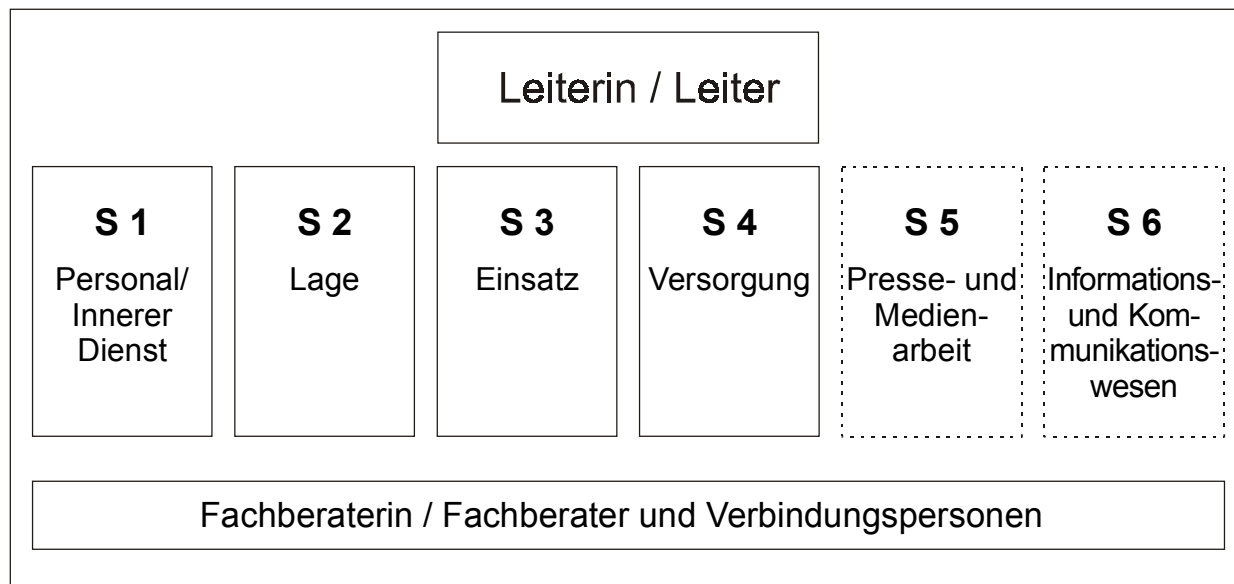 Leiterin / Leiter
S 1
Personal/
Innerer
Dienst
S 2
Lage
S 3
Einsatz
S 4
Versorgung
S 5
Presse- und
Medien-
arbeit
S 6
Informations-
und Kom-
munikations-
wesen
Fachberaterin / Fachberater und Verbindungspersonen